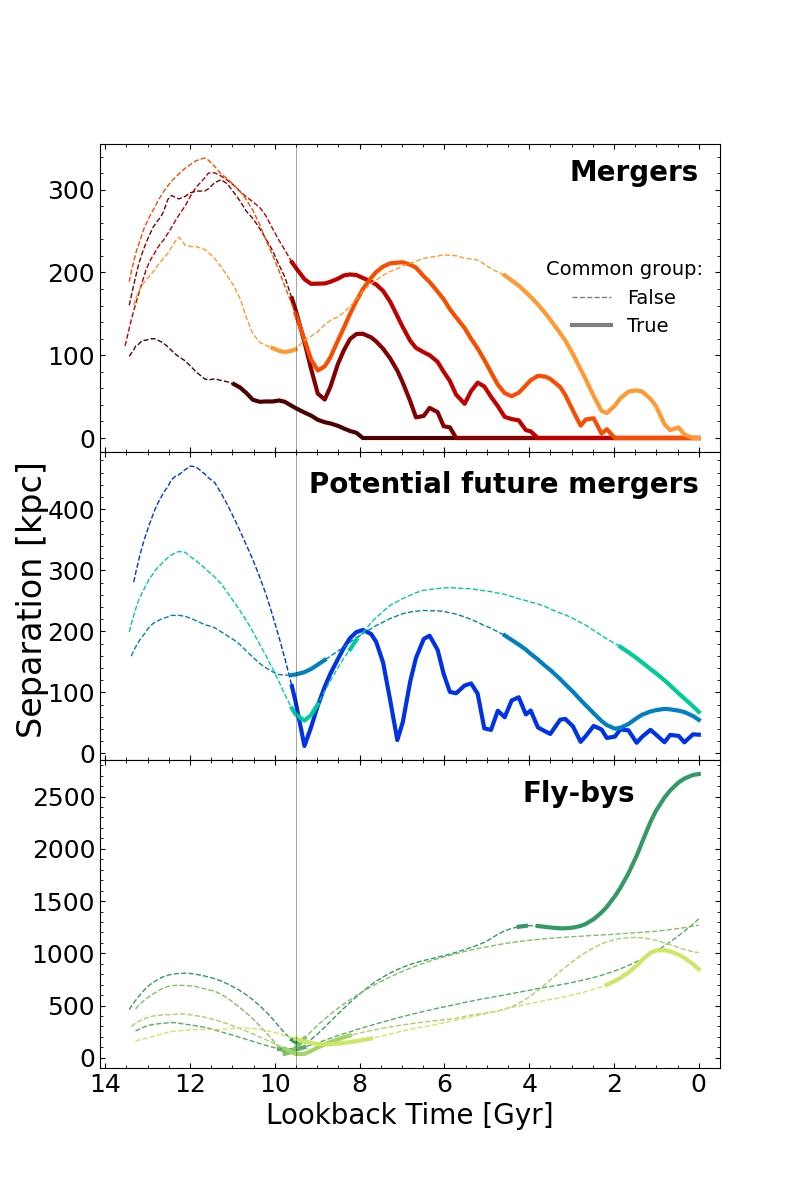 Mergers
300
200
100
0
Common group:
False
True
Potential future mergers
400
300
200
100
0
Separation [kpc]
Fly-bys
2500
2000
1500
1000
500
0
14 12 10 8 6 4 2 0
Lookback Time [Gyr]